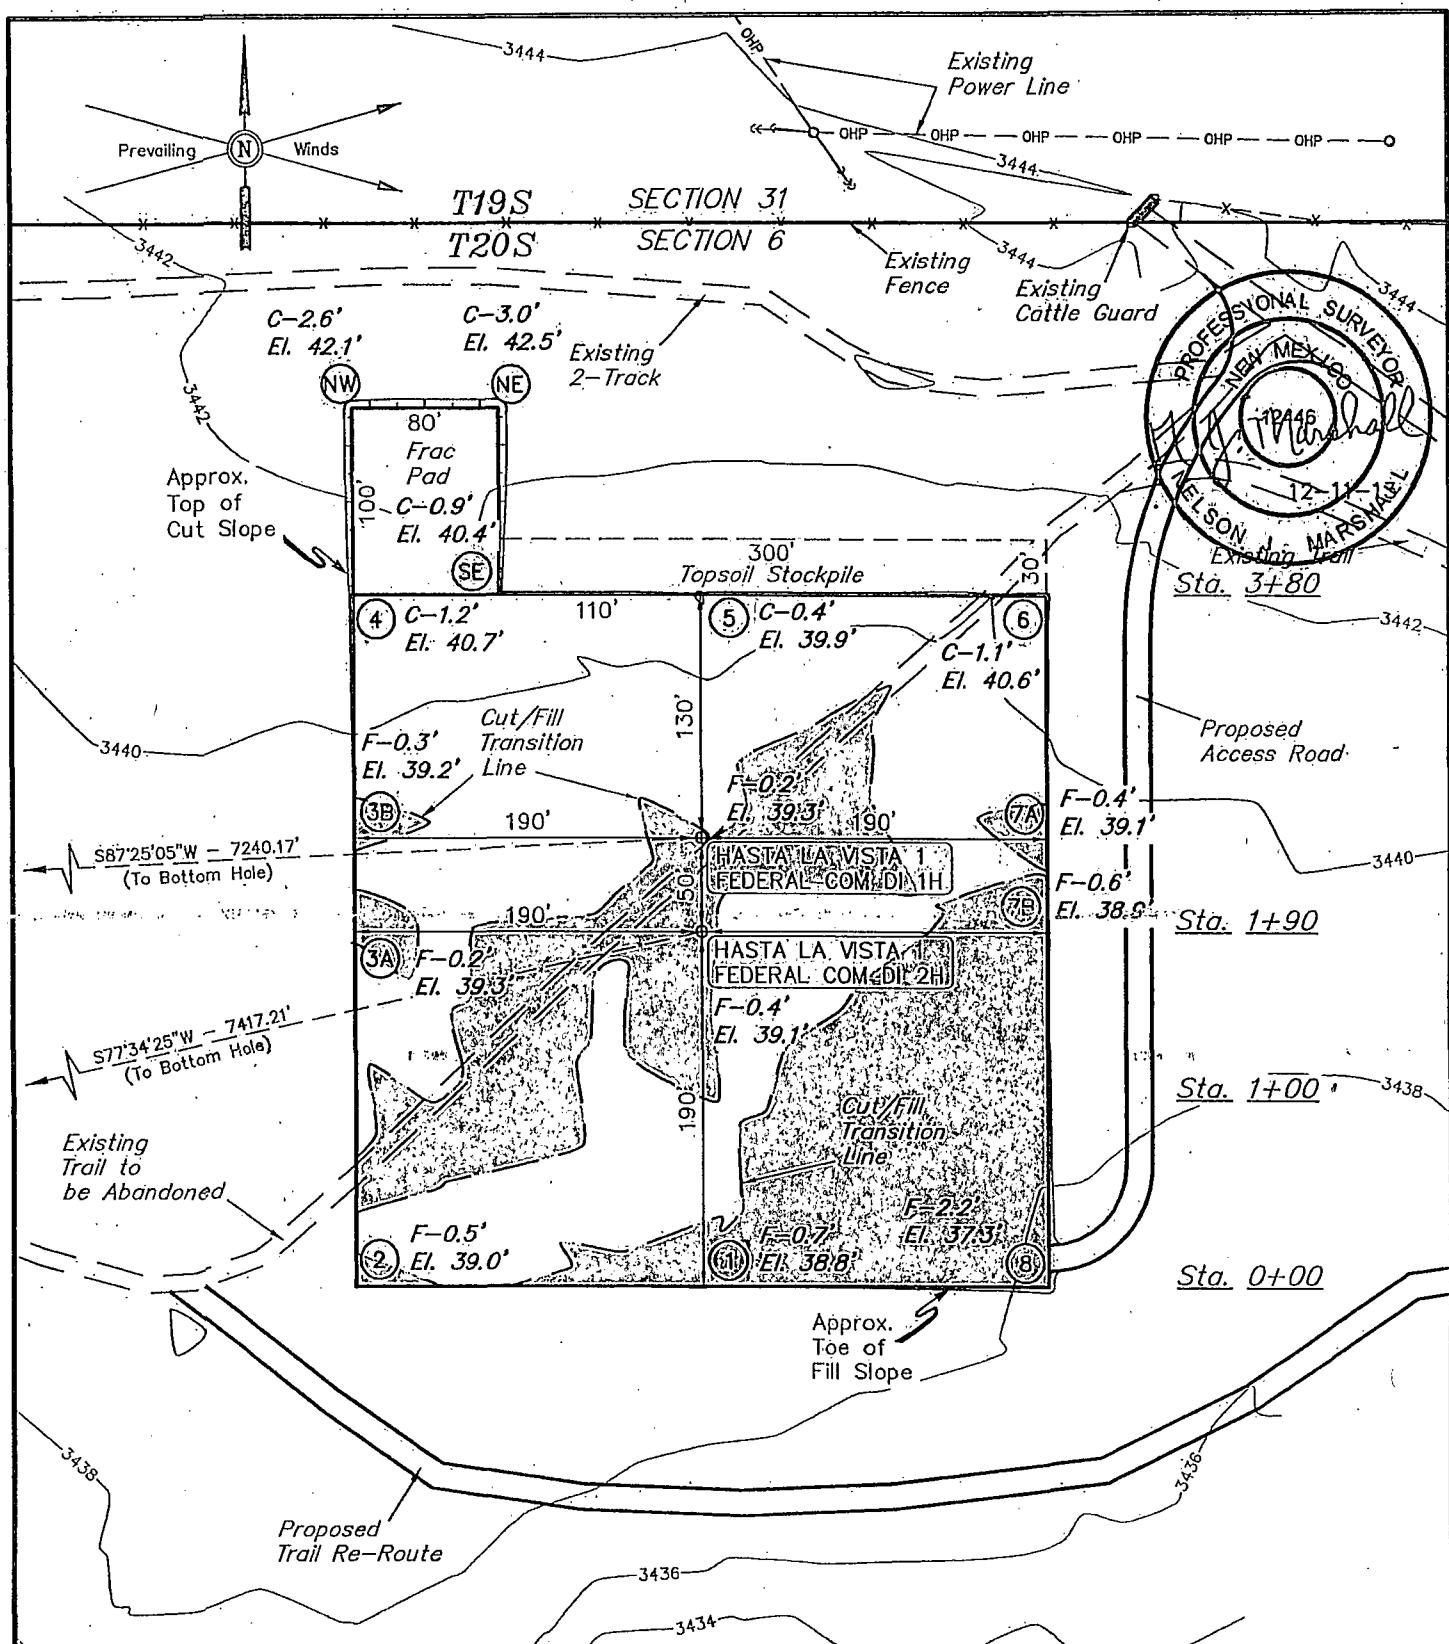 3444
OHP
Existing
Power Line
Prevailing
N
Winds
OHP
OHP
OHP
OHP
OHP
OHP
3444
T19S
SECTION 31
T20S
SECTION 6
3442
Existing
Fence
3444
Existing
Cattle Guard
3444
C-2.6'
El. 42.1'
C-3.0'
El. 42.5'
Existing
2-Track
PROFESSIONAL SURVEYOR
NEW MEXICO
12446
12-11-
NELSON J. MARSHALL
NW
NE
3442
80'
Frac
Pad
100'
C-0.9'
El. 40.4'
SE
Approx.
Top of
Cut Slope
300'
Topsoil Stockpile
30'
Existing Trail
Sta. 3+80
3442
4
C-1.2'
El. 40.7'
110'
5
C-0.4'
El. 39.9'
6
C-1.1'
El. 40.6'
130'
Proposed
Access Road
3440
F-0.3'
El. 39.2'
Cut/Fill
Transition
Line
3B
190'
F-0.2'
El. 39.3'
190'
7A
F-0.4'
El. 39.1'
3440
S87°25'05"W - 7240.17'
(To Bottom Hole)
HASTA LA VISTA 1
FEDERAL COM DI 1H
50'
F-0.6'
El. 38.9'
7B
Sta. 1+90
190'
3A
F-0.2'
El. 39.3'
HASTA LA VISTA 1
FEDERAL COM DI 2H
F-0.4'
El. 39.1'
S77°34'25"W - 7417.21'
(To Bottom Hole)
Sta. 1+00
3438
190'
Cut/Fill
Transition
Line
Existing
Trail to
be Abandoned
2
F-0.5'
El. 39.0'
1
F-0.7'
El. 38.8'
F-2.2'
El. 37.3'
8
Sta. 0+00
Approx.
Toe of
Fill Slope
3438
3436
Proposed
Trail Re-Route
3436
3434